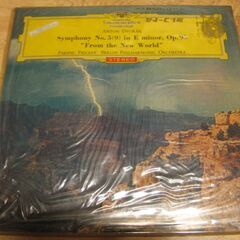 ANTON DVOŘÁK
Symphony No. 5(9) in E minor, Op. 95
"From the New World"
FERENC FRICSAY · BERLIN PHILHARMONIC ORCHESTRA
STEREO